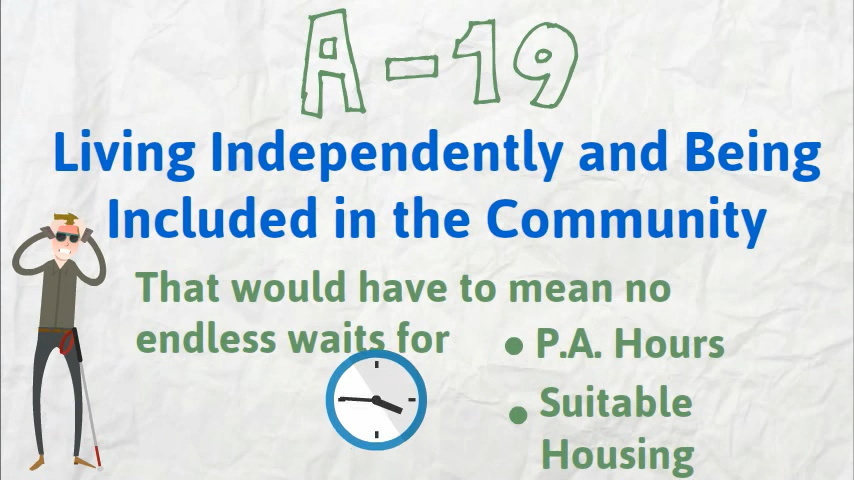 A-19
Living Independently and Being
Included in the Community
That would have to mean no
endless waits for
• P.A. Hours
• Suitable
Housing